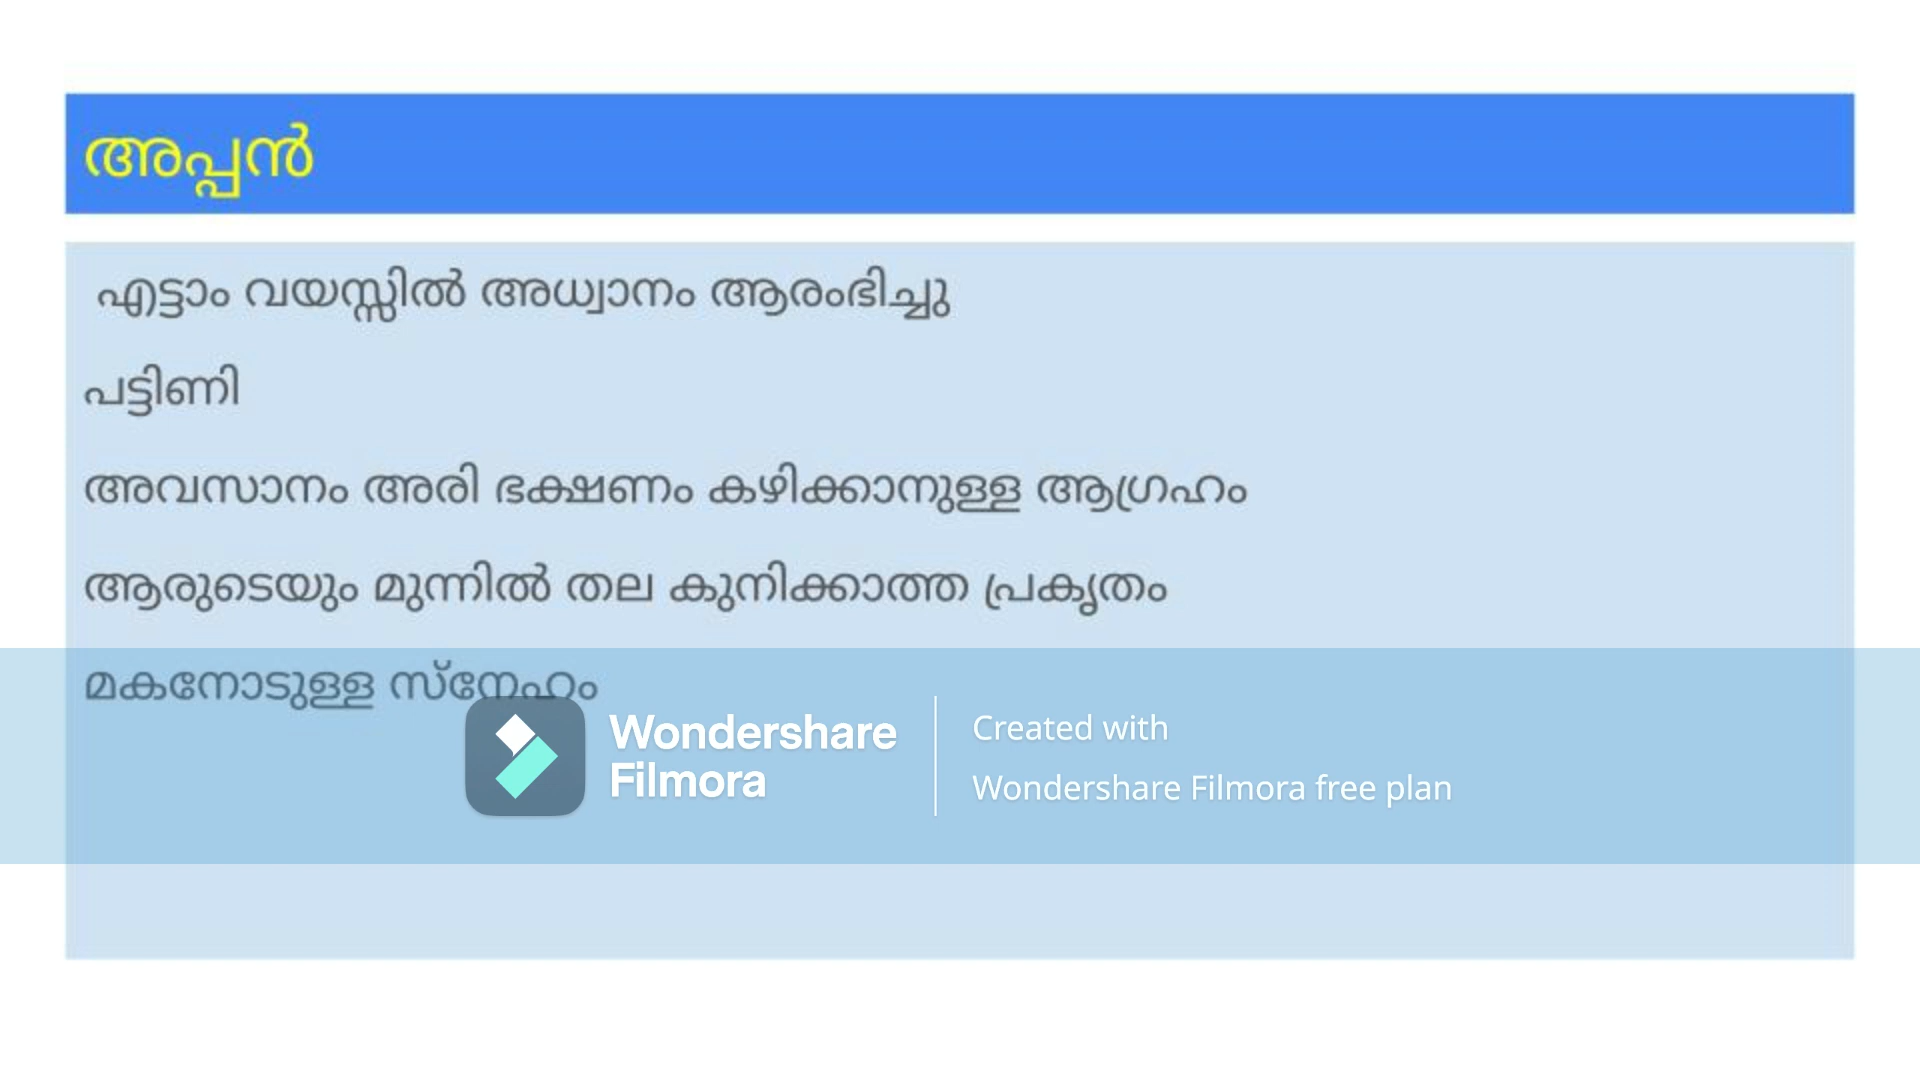 അപ്പൻ
എട്ടാം വയസ്സിൽ അധ്വാനം ആരംഭിച്ചു
പട്ടിണി
അവസാനം അരി ഭക്ഷണം കഴിക്കാനുള്ള ആഗ്രഹം
ആരുടെയും മുന്നിൽ തല കുനിക്കാത്ത പ്രകൃതം
മകനോടുള്ള സ്നേഹം
Wondershare
Filmora
Created with
Wondershare Filmora free plan